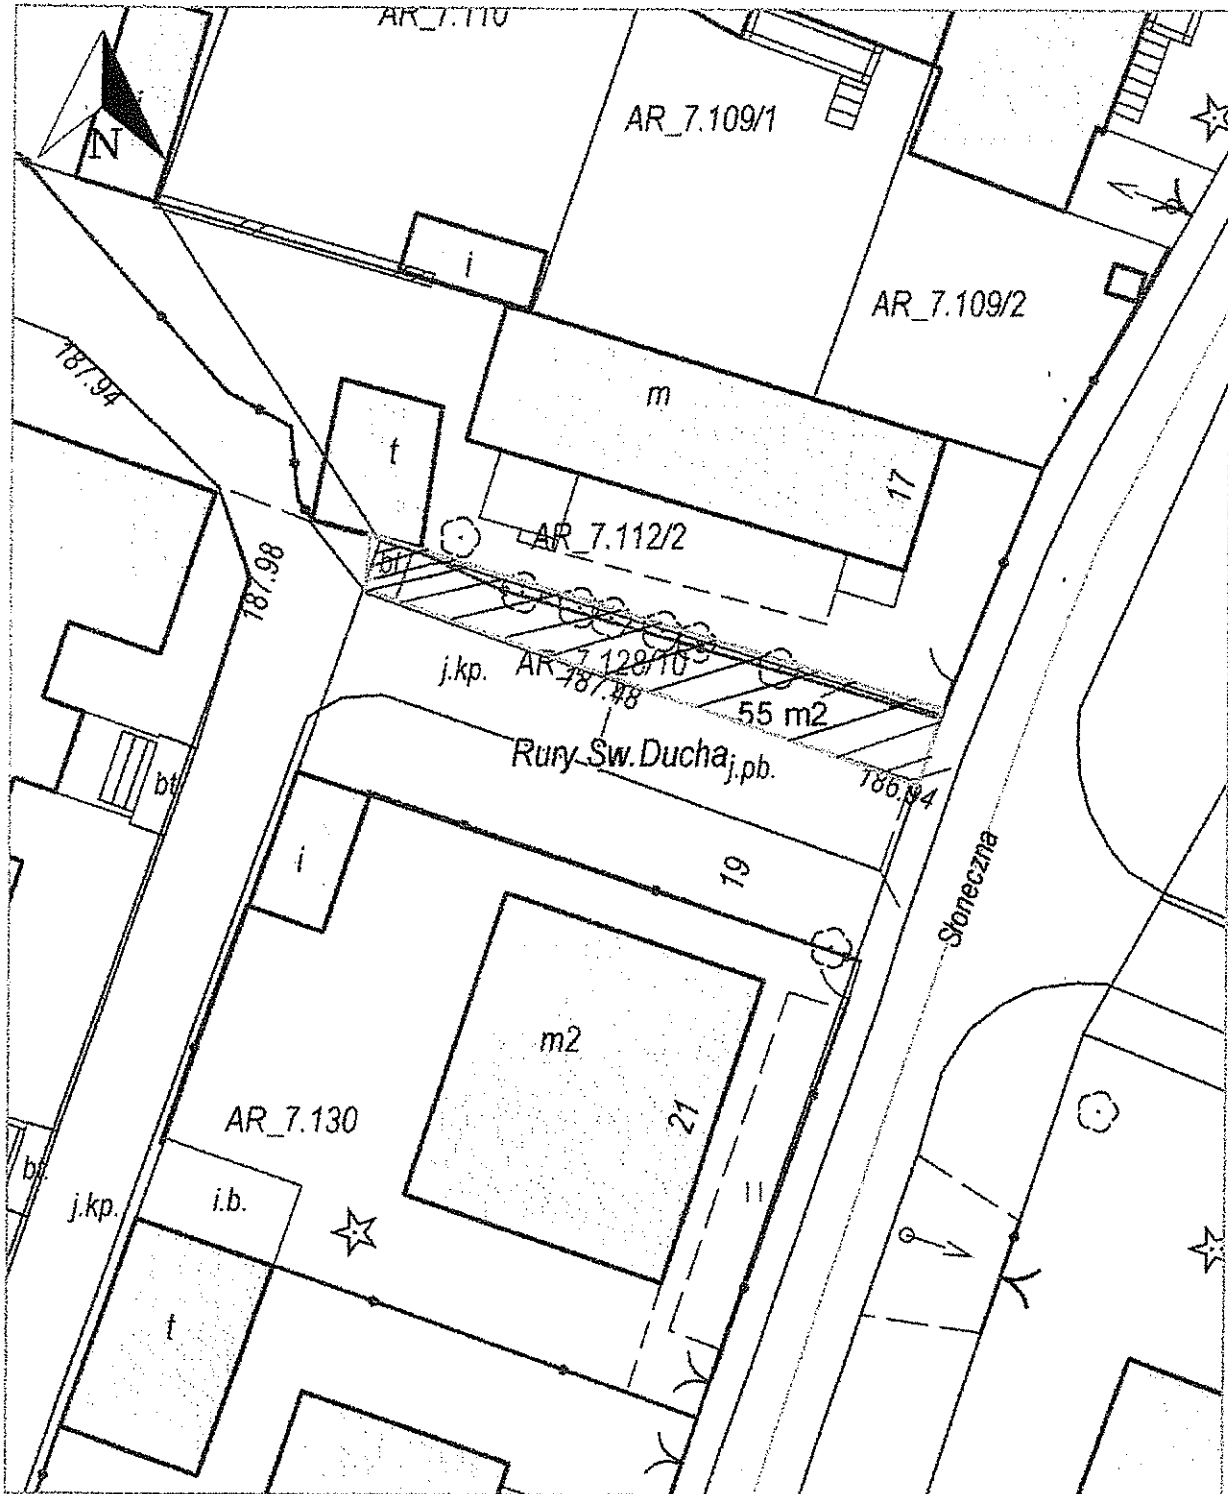 AR_7.110
N
AR_7.109/1
i
AR_7.109/2
187.94
m
t
17
AR_7.112/2
bt
187.98
AR_7.128/10
j.kp.
187.48
55 m2
Rury Sw.Ducha
j.pb.
186.94
bt
i
19
Słoneczna
m2
21
AR_7.130
i.b.
j.kp.
t